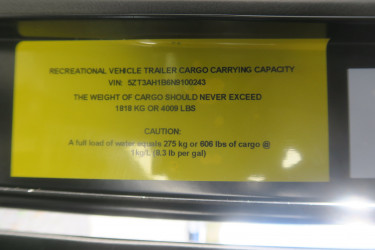 RECREATIONAL VEHICLE TRAILER CARGO CARRYING CAPACITY
VIN: 5ZT3AH1B6N9100243
THE WEIGHT OF CARGO SHOULD NEVER EXCEED
1818 KG OR 4009 LBS
CAUTION:
A full load of water equals 275 kg or 606 lbs of cargo @
1kg/L (8.3 lb per gal)